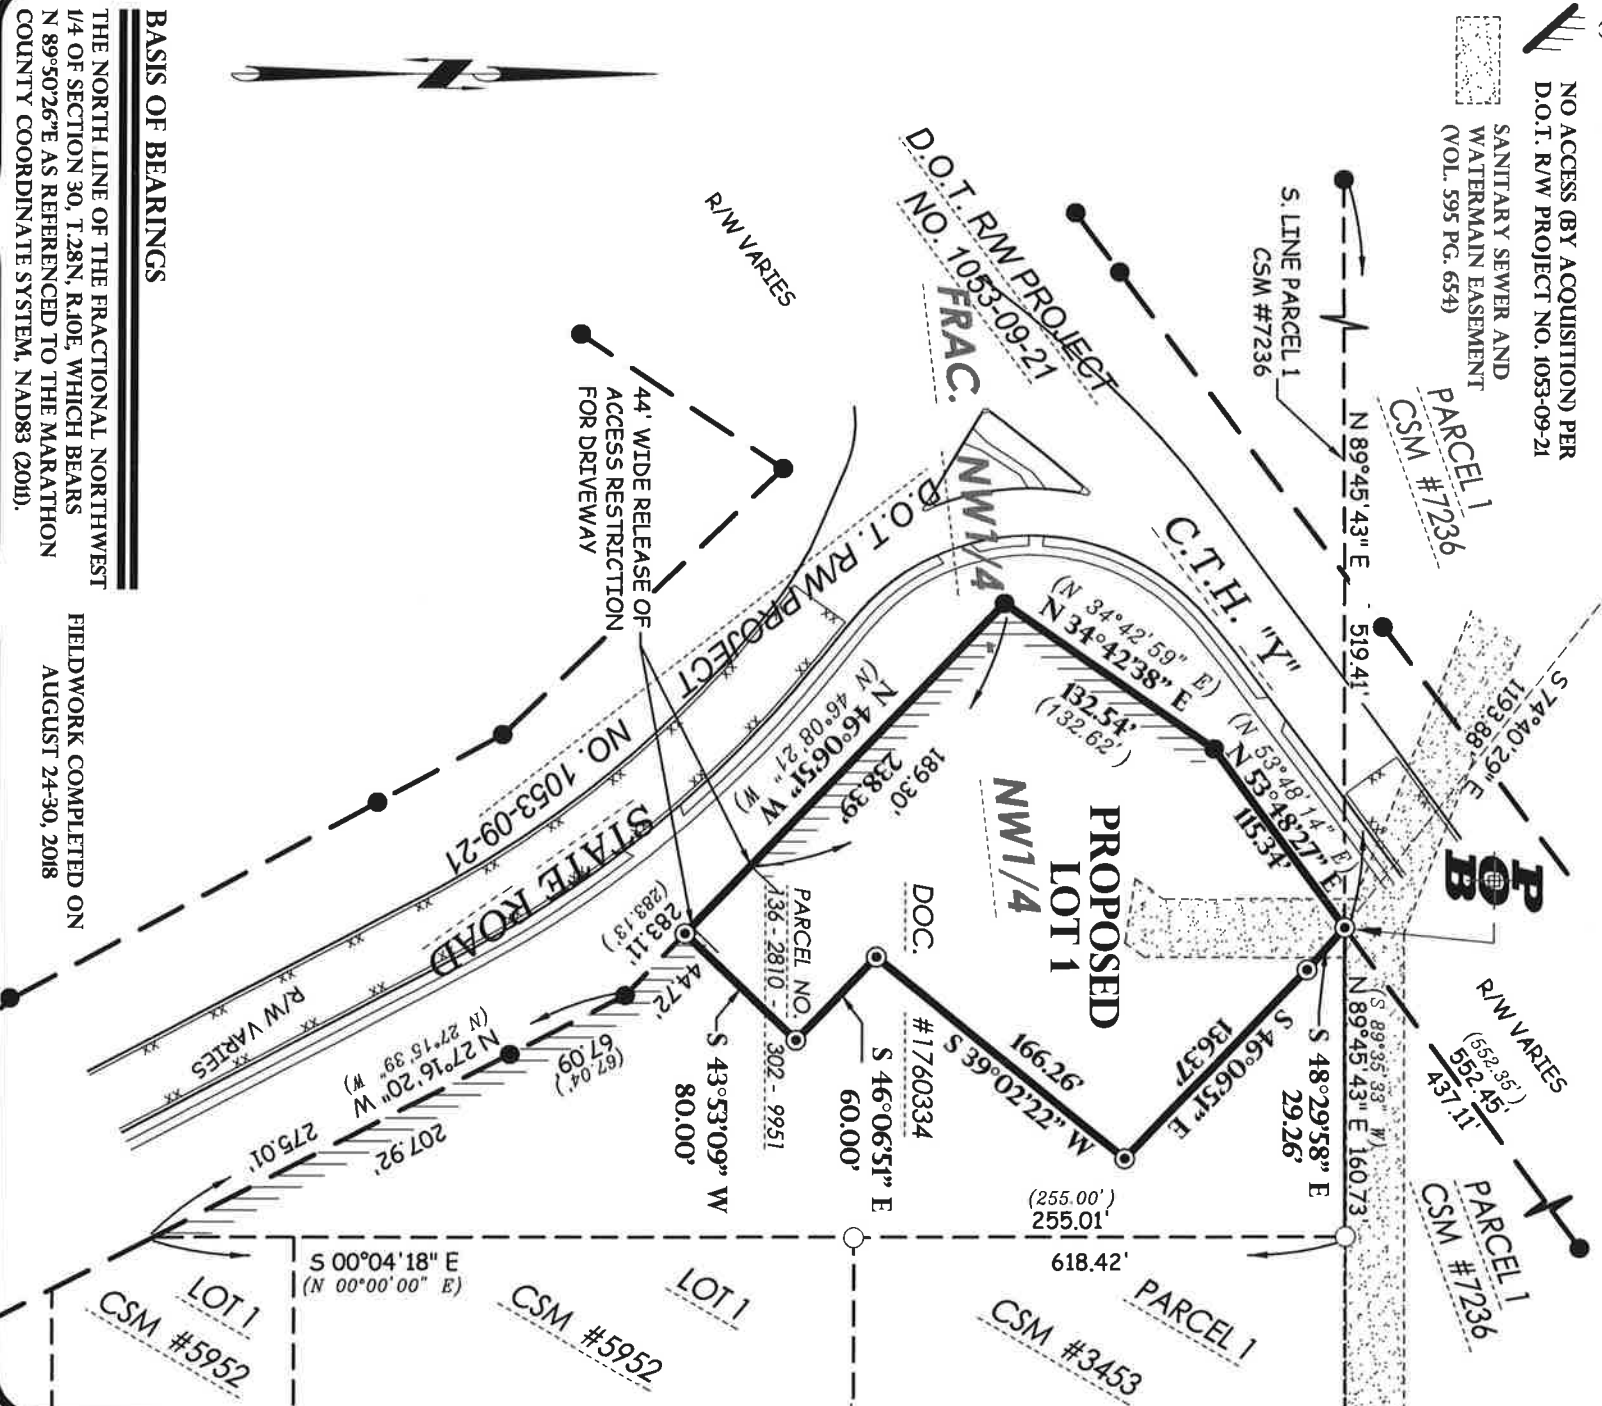 NO ACCESS (BY ACQUISITION) PER
D.O.T. R/W PROJECT NO. 1053-09-21
SANITARY SEWER AND
WATERMAIN EASEMENT
(VOL. 595 PG. 654)
S. LINE PARCEL 1
CSM #7236
N 89°45'43" E - 519.41'
PARCEL 1
CSM #7236
S 74°40'29" E
1193.88'
P
O
B
R/W VARIES
(552.35')
552.45'
437.11'
PARCEL 1
CSM #7236
D.O.T. R/W PROJECT
NO. 1053-09-21
C.T.H. "Y"
FRAC. NW1/4
NW1/4
(N 34°42'59" E)
N 34°42'38" E
132.54'
(132.62')
(N 53°48'14" E)
N 53°48'27" E
115.34'
PROPOSED
LOT 1
(S 89°35'33" W)
N 89°45'43" E 160.73'
S 48°29'58" E
29.26'
S 46°06'51" E
136.37'
166.26'
S 39°02'22" W
DOC. #1760334
S 46°06'51" E
60.00'
PARCEL NO.
136 - 2810 - 302 - 9951
S 43°53'09" W
80.00'
189.30'
238.39'
N 46°06'51" W
(N 46°08'21" W)
44.72'
283.11'
(283.13')
(67.04')
67.09
N 27°16'20" W
(N 27°15'39" W)
207.92'
275.01'
R/W VARIES
44' WIDE RELEASE OF
ACCESS RESTRICTION
FOR DRIVEWAY
D.O.T. R/W PROJECT
NO. 1053-09-21
STATE ROAD
R/W VARIES
(255.00')
255.01'
618.42'
S 00°04'18" E
(N 00°00'00" E)
PARCEL 1
CSM #3453
LOT 1
CSM #5952
LOT 1
CSM #5952
N
BASIS OF BEARINGS
THE NORTH LINE OF THE FRACTIONAL NORTHWEST
1/4 OF SECTION 30, T.28N, R.10E, WHICH BEARS
N 89°50'26"E AS REFERENCED TO THE MARATHON
COUNTY COORDINATE SYSTEM, NAD83 (2011).
FIELDWORK COMPLETED ON
AUGUST 24-30, 2018